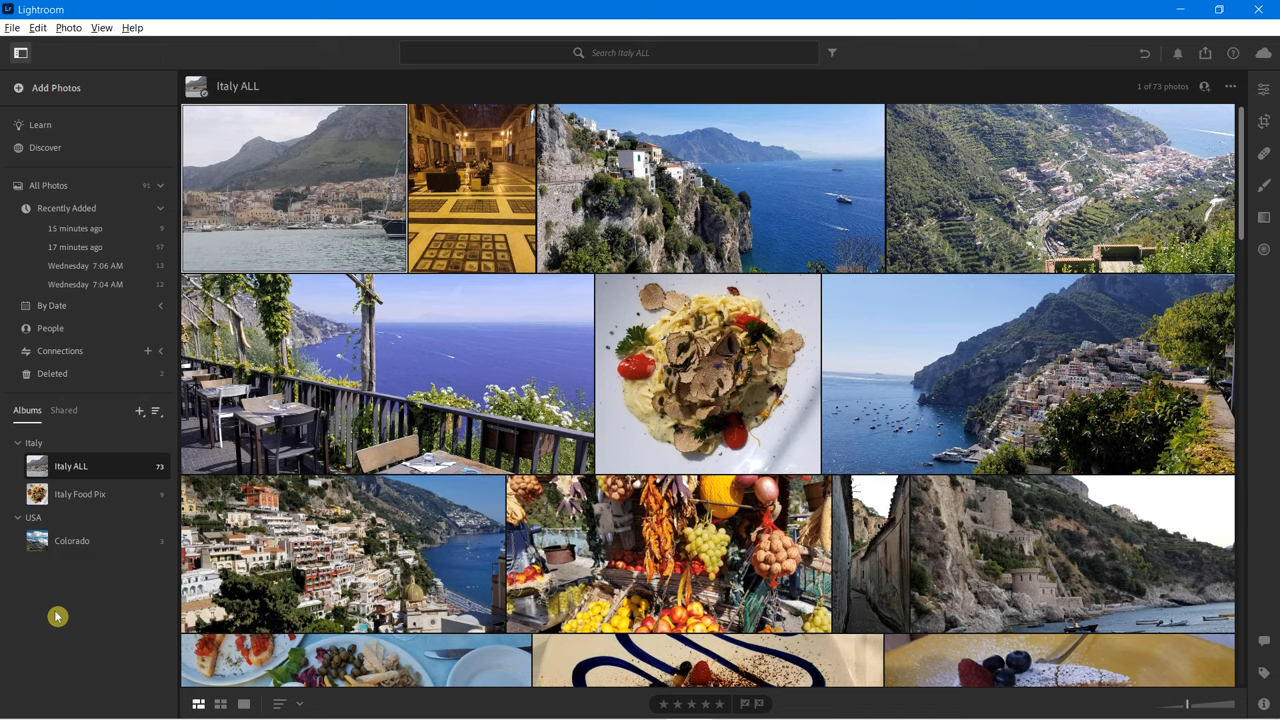 Lr Lightroom
File Edit Photo View Help
Search Italy ALL
Add Photos
Italy ALL
1 of 73 photos
Learn
Discover
All Photos 91
Recently Added
15 minutes ago 9
17 minutes ago 57
Wednesday 7:06 AM 13
Wednesday 7:04 AM 12
By Date
People
Connections
Deleted 2
Albums Shared
Italy
Italy ALL 73
Italy Food Pix 9
USA
Colorado 3